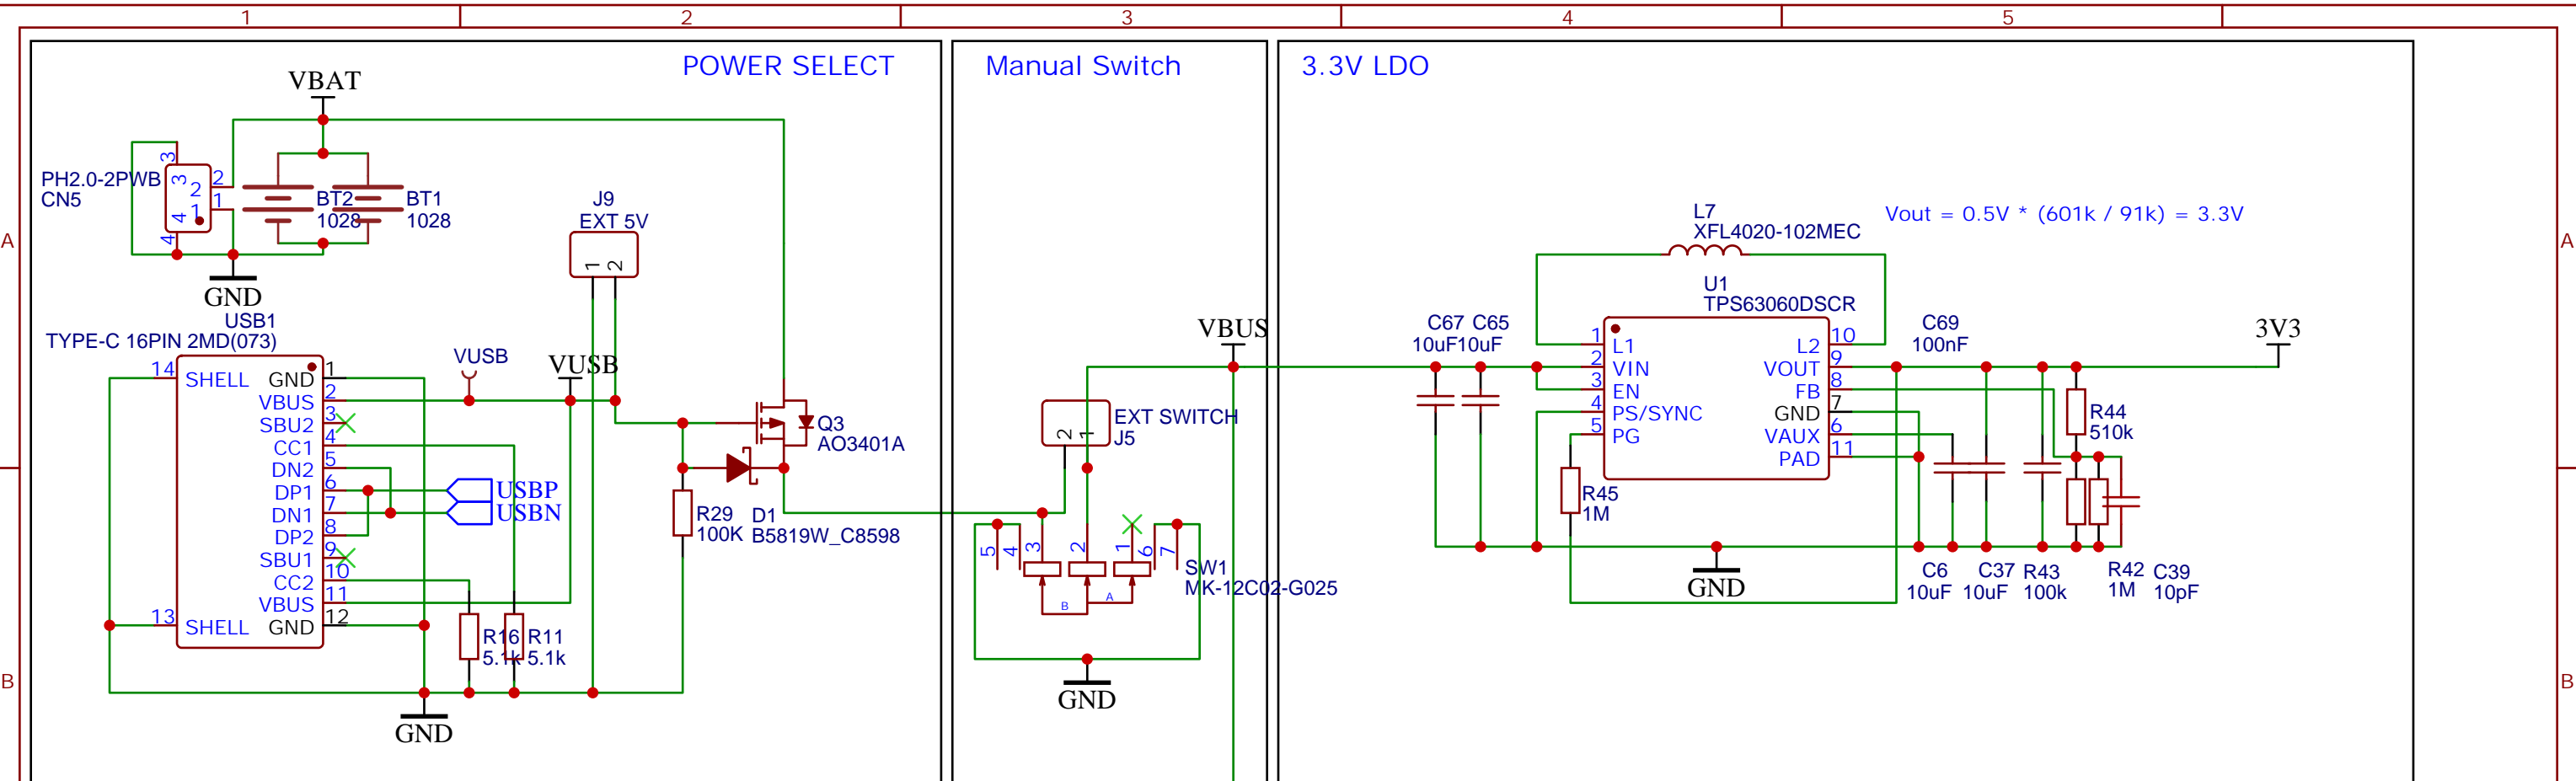 1
2
3
4
5
A
B
A
B
POWER SELECT
VBAT
PH2.0-2PWB
CN5
3
4
3
4
2
1
2
1
BT2
1028
BT1
1028
GND
J9
EXT 5V
1
2
USB1
TYPE-C 16PIN 2MD(073)
VUSB
VUSB
14
SHELL
13
SHELL
GND
1
VBUS
2
SBU2
3
CC1
4
DN2
5
DP1
6
DN1
7
DP2
8
SBU1
9
CC2
10
VBUS
11
GND
12
USBP
USBN
R16
5.1k
R11
5.1k
GND
R29
100K
D1
B5819W_C8598
Q3
AO3401A
Manual Switch
VBUS
EXT SWITCH
J5
2
1
5
4
3
2
1
6
7
B
A
SW1
MK-12C02-G025
GND
3.3V LDO
L7
XFL4020-102MEC
Vout = 0.5V * (601k / 91k) = 3.3V
U1
TPS63060DSCR
C67
10uF
C65
10uF
1
L1
2
VIN
3
EN
4
PS/SYNC
5
PG
L2
10
VOUT
9
FB
8
GND
7
VAUX
6
PAD
11
C69
100nF
3V3
R44
510k
R45
1M
GND
C6
10uF
C37
10uF
R43
100k
R42
1M
C39
10pF